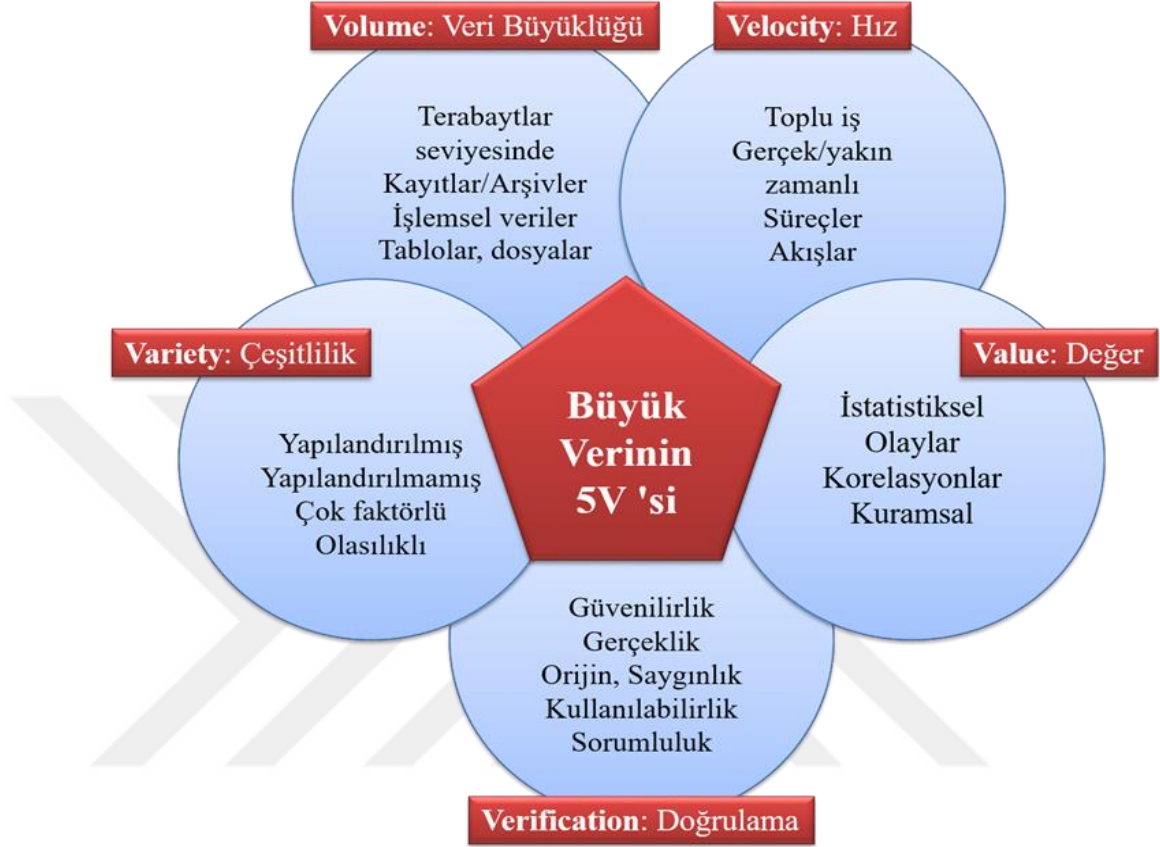 Volume: Veri Büyüklüğü
Terabaytlar
seviyesinde
Kayıtlar/Arşivler
İşlemsel veriler
Tablolar, dosyalar
Velocity: Hız
Toplu iş
Gerçek/yakın
zamanlı
Süreçler
Akışlar
Variety: Çeşitlilik
Yapılandırılmış
Yapılandırılmamış
Çok faktörlü
Olasılıklı
Büyük
Verinin
5V 'si
Value: Değer
İstatistiksel
Olaylar
Korelasyonlar
Kuramsal
Güvenilirlik
Gerçeklik
Orijin, Saygınlık
Kullanılabilirlik
Sorumluluk
Verification: Doğrulama